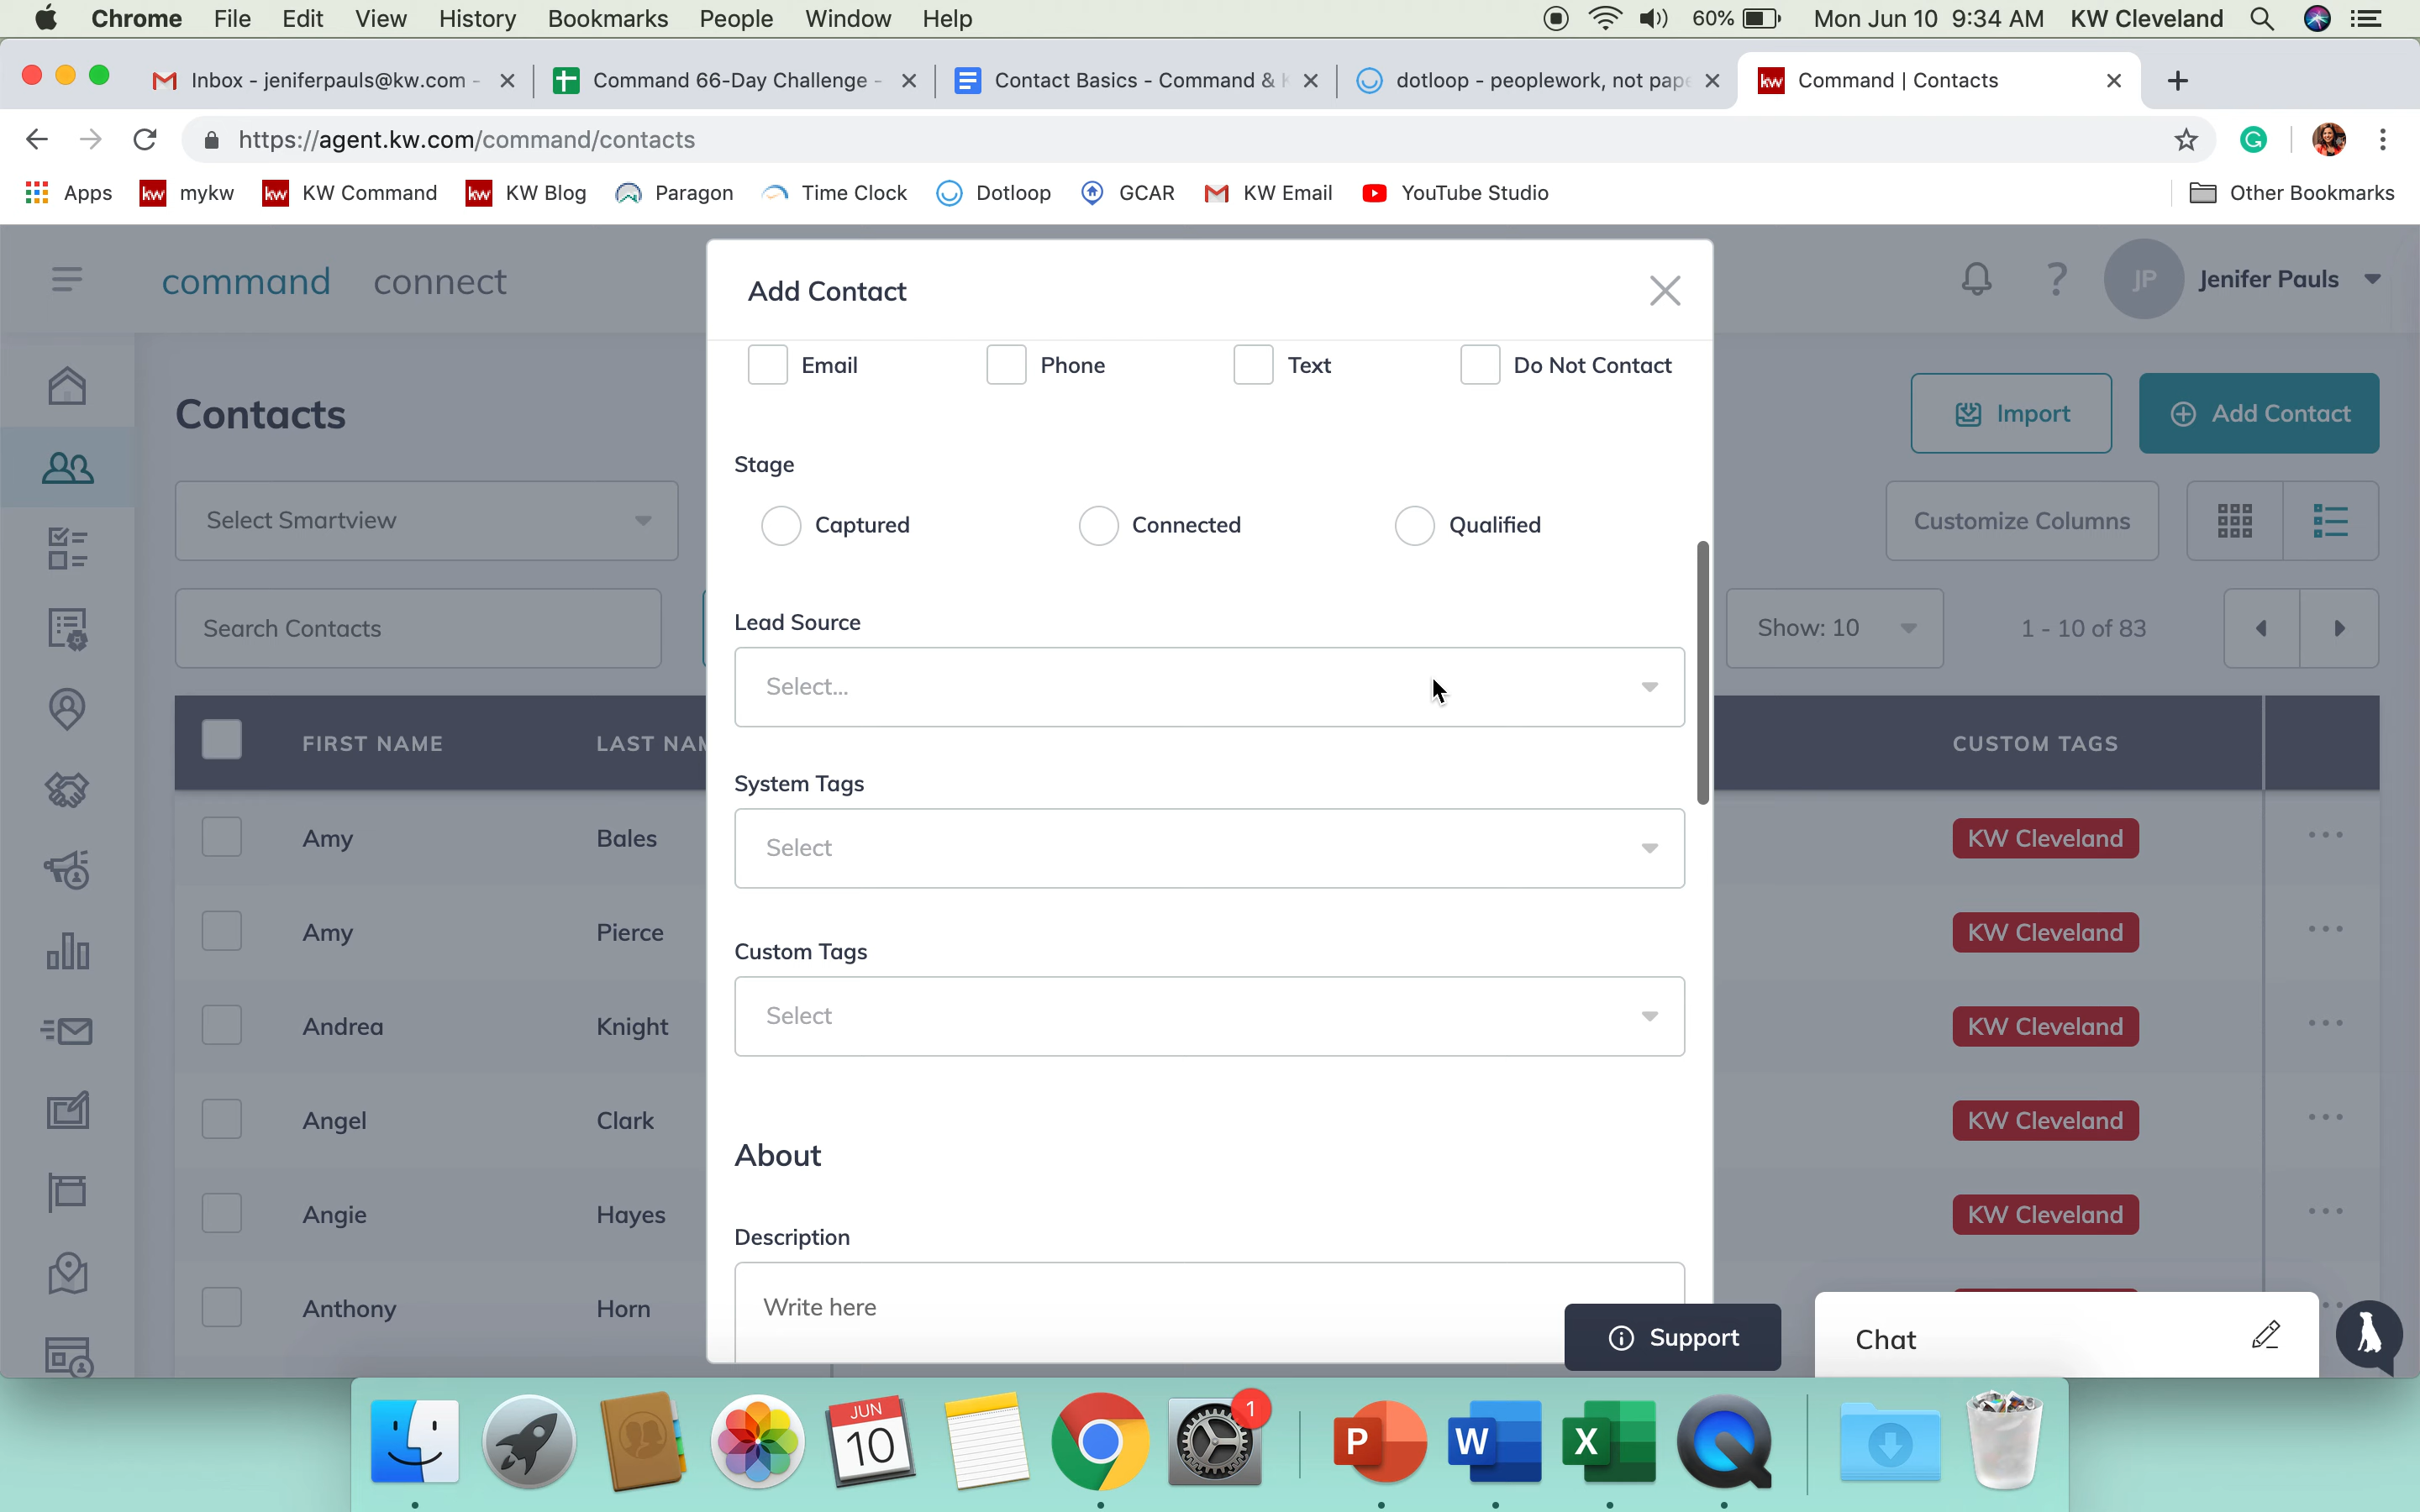 Chrome File Edit View History Bookmarks People Window Help 60% Mon Jun 10 9:34 AM KW Cleveland
Inbox - jeniferpauls@kw.com - Command 66-Day Challenge - Contact Basics - Command & dotloop - peoplework, not pap kw Command | Contacts
https://agent.kw.com/command/contacts
Apps kw mykw kw KW Command kw KW Blog Paragon Time Clock Dotloop GCAR KW Email YouTube Studio Other Bookmarks
command connect
Add Contact
? JP Jenifer Pauls
Email Phone Text Do Not Contact
Contacts
Import Add Contact
Stage
Select Smartview
Captured Connected Qualified
Customize Columns
Lead Source
Search Contacts
Show: 10 1 - 10 of 83
Select...
FIRST NAME LAST NAM CUSTOM TAGS
System Tags
Amy Bales KW Cleveland
Select
Amy Pierce KW Cleveland
Custom Tags
Select
Andrea Knight KW Cleveland
Angel Clark KW Cleveland
About
Angie Hayes KW Cleveland
Description
Write here
Anthony Horn
Support
Chat
JUN
10
1
P W X